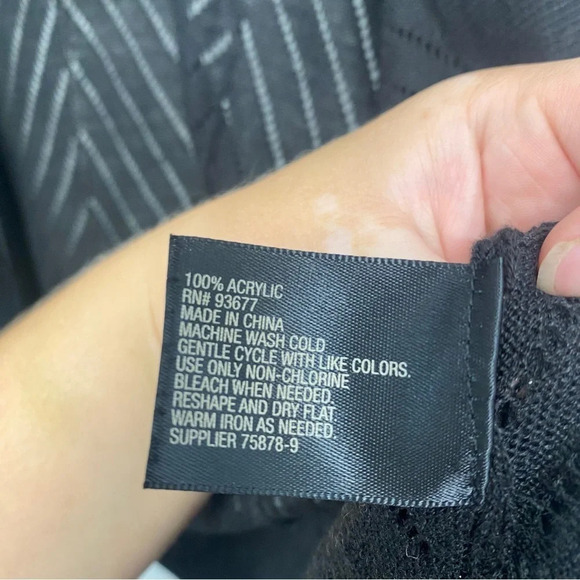 100% ACRYLIC
RN# 93677
MADE IN CHINA
MACHINE WASH COLD
GENTLE CYCLE WITH LIKE COLORS.
USE ONLY NON-CHLORINE
BLEACH WHEN NEEDED.
RESHAPE AND DRY FLAT.
WARM IRON AS NEEDED.
SUPPLIER 75878-9